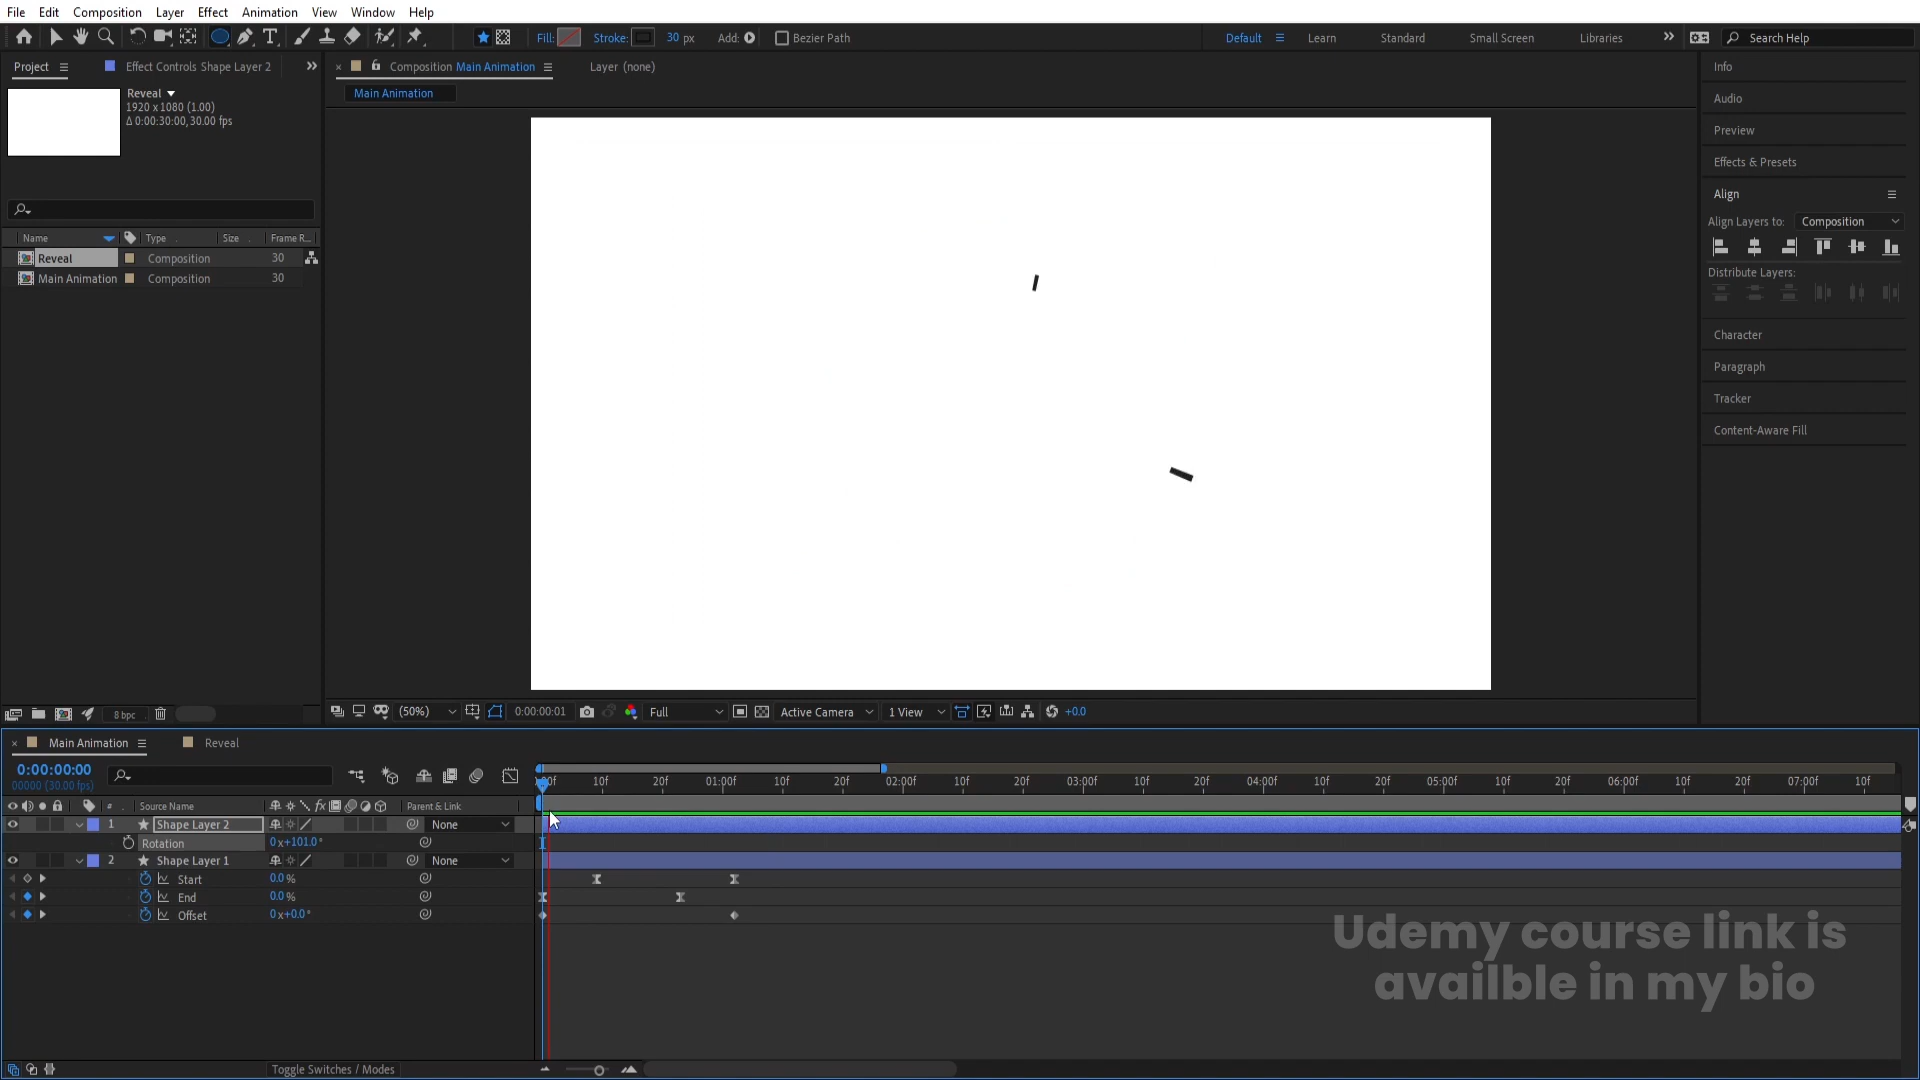 File Edit Composition Layer Effect Animation View Window Help
Fill: Stroke: 30 px Add: Bezier Path Default Learn Standard Small Screen Libraries Search Help
Project Effect Controls Shape Layer 2
Composition Main Animation Layer (none)
Main Animation
Reveal
1920 x 1080 (1.00)
Δ 0:00:30:00, 30.00 fps
Name Type Size Frame R...
Reveal Composition 30
Main Animation Composition 30
Info
Audio
Preview
Effects & Presets
Align
Align Layers to: Composition
Distribute Layers:
Character
Paragraph
Tracker
Content-Aware Fill
8 bpc
(50%) 0:00:00:01 Full Active Camera 1 View +0.0
Main Animation Reveal
0:00:00:00
00000 (30.00 fps)
10f 20f 01:00f 10f 20f 02:00f 10f 20f 03:00f 10f 20f 04:00f 10f 20f 05:00f 10f 20f 06:00f 10f 20f 07:00f 10f
# Source Name fx Parent & Link
1 Shape Layer 2 None
Rotation 0x+101.0°
2 Shape Layer 1 None
Start 0.0 %
End 0.0 %
Offset 0x+0.0°
Udemy course link is
availble in my bio
Toggle Switches / Modes